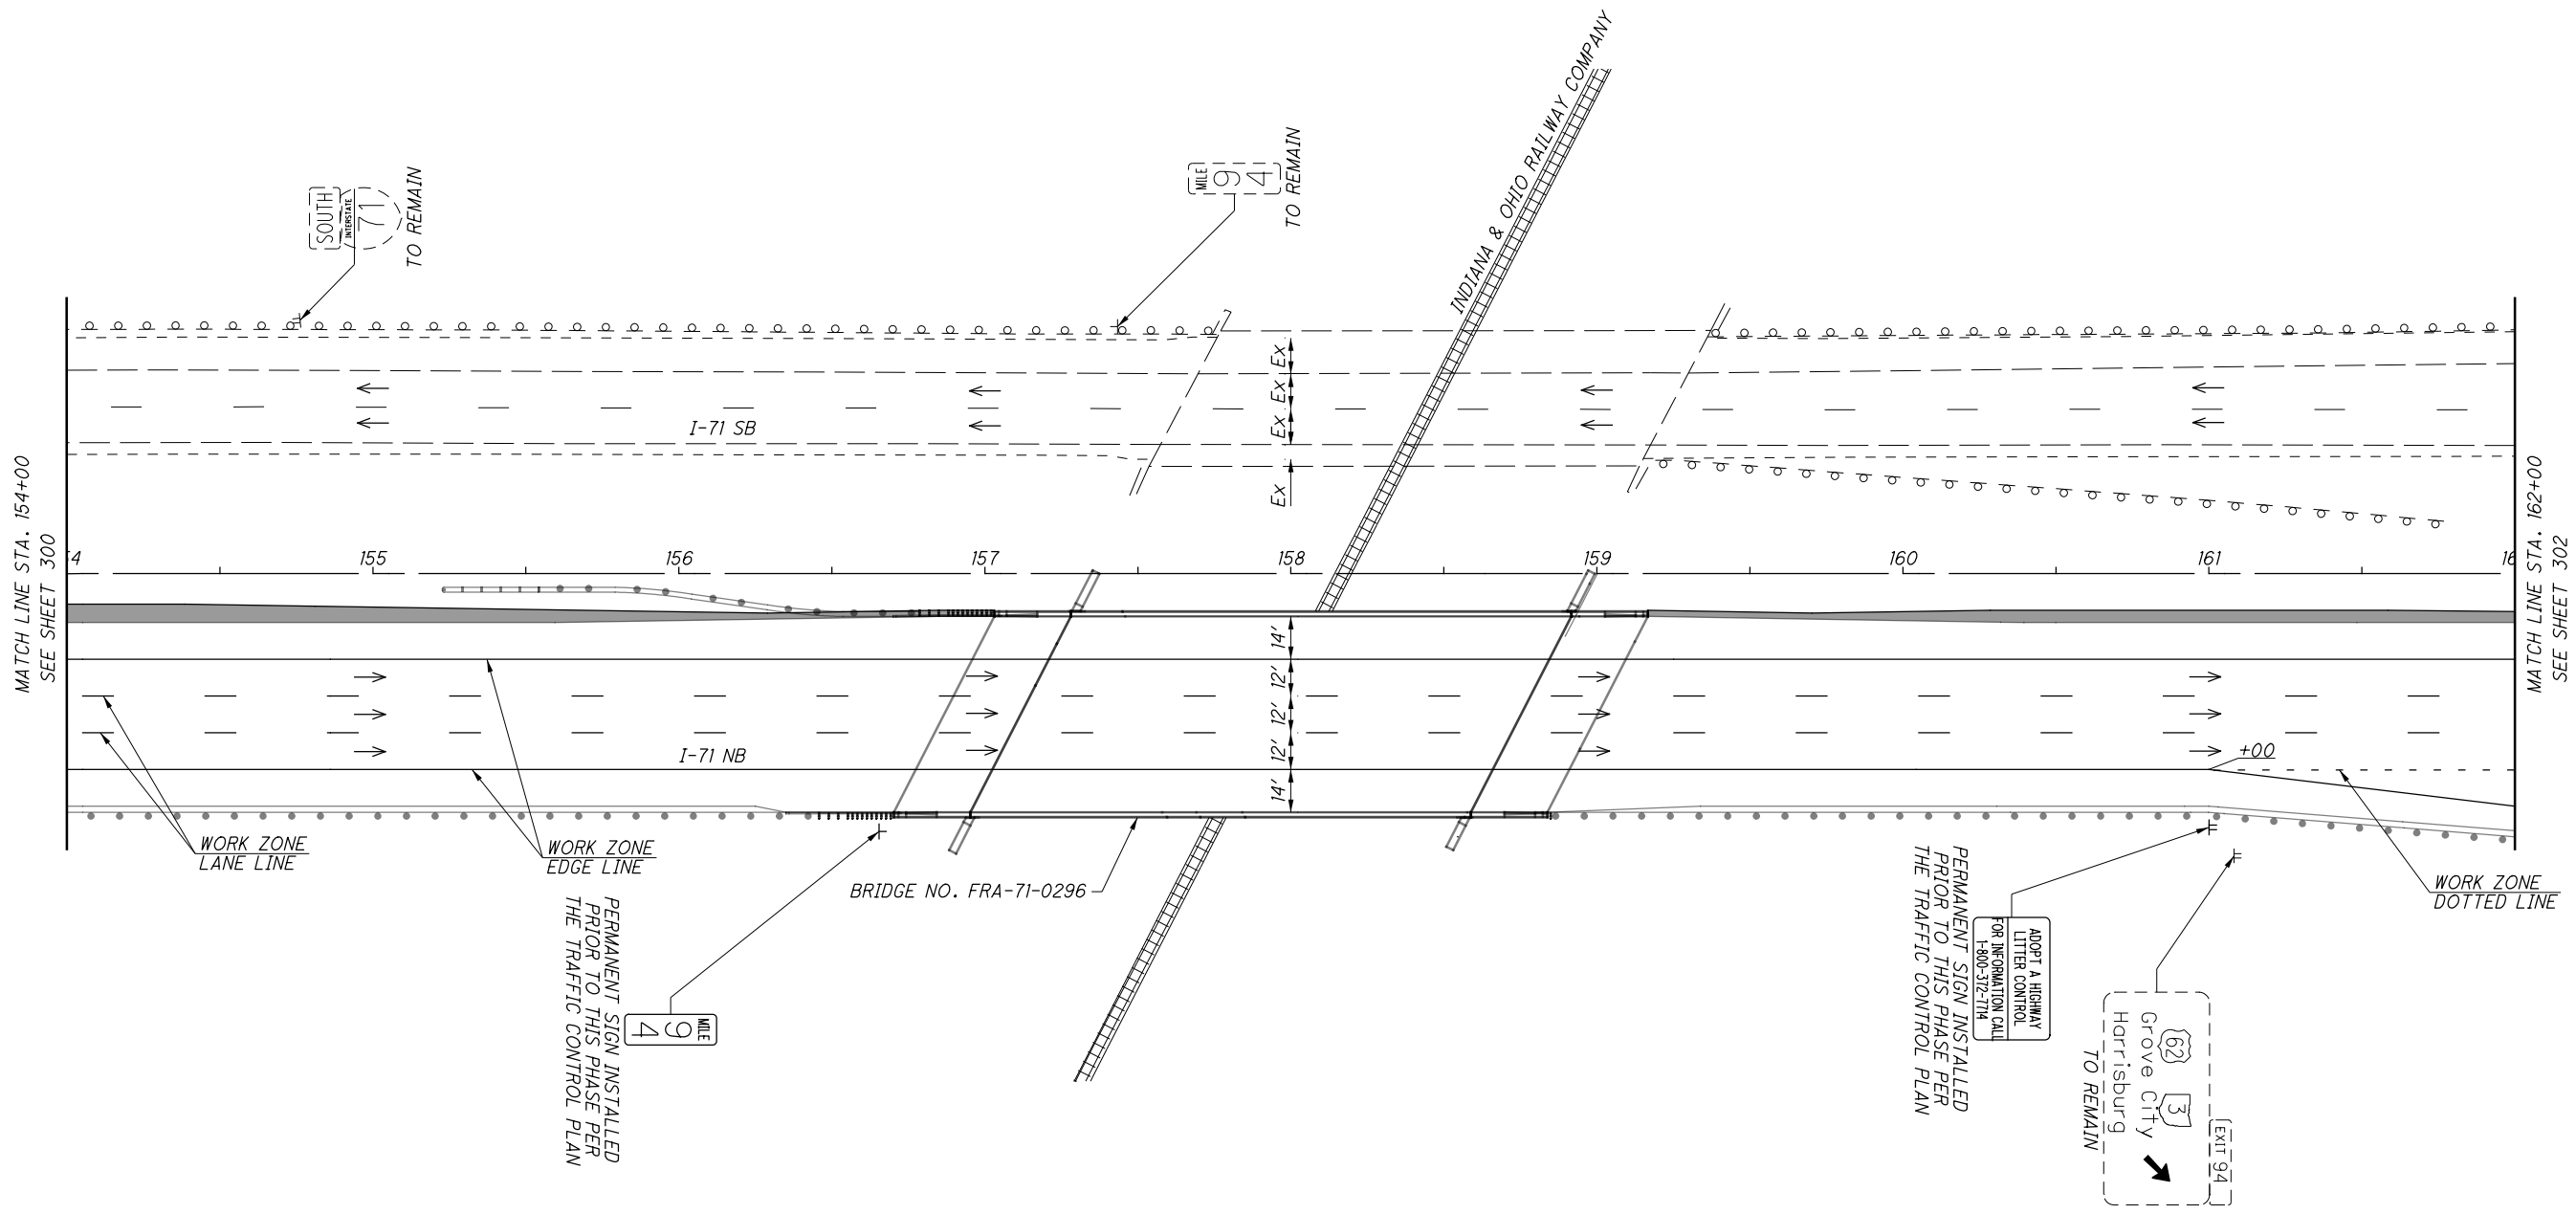 INDIANA & OHIO RAILWAY COMPANY
SOUTH
INTERSTATE
71
TO REMAIN
MILE
9
4
TO REMAIN
Ex
Ex
Ex
Ex
I-71 SB
MATCH LINE STA. 154+00
SEE SHEET 300
MATCH LINE STA. 162+00
SEE SHEET 302
155
156
157
158
159
160
161
14'
12'
12'
12'
14'
I-71 NB
+00
WORK ZONE
LANE LINE
WORK ZONE
EDGE LINE
BRIDGE NO. FRA-71-0296
WORK ZONE
DOTTED LINE
PERMANENT SIGN INSTALLED
PRIOR TO THIS PHASE PER
THE TRAFFIC CONTROL PLAN
MILE
9
4
PERMANENT SIGN INSTALLED
PRIOR TO THIS PHASE PER
THE TRAFFIC CONTROL PLAN
ADOPT A HIGHWAY
LITTER CONTROL
FOR INFORMATION CALL
1-800-372-7714
EXIT 94
62 3
Grove City
Harrisburg
TO REMAIN